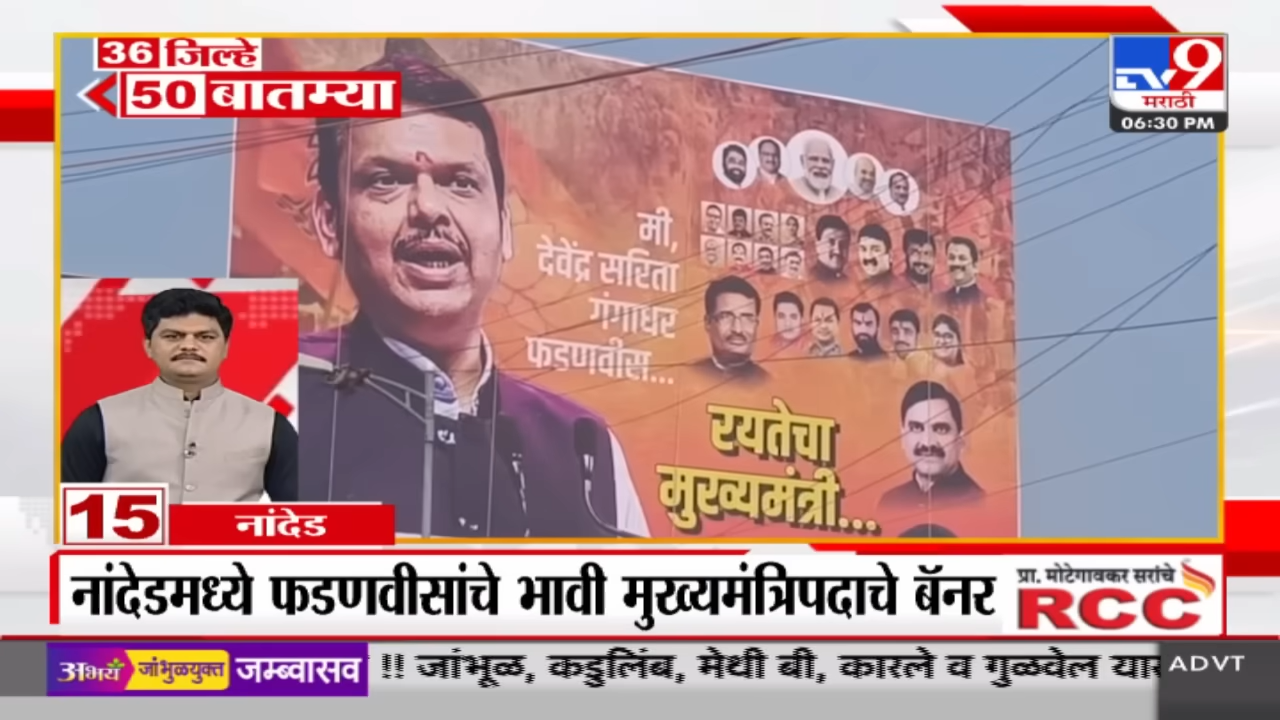 36 जिल्हे
50 बातम्या
TV9
मराठी
06:30 PM
मी,
देवेंद्र सरिता
गंगाधर
फडणवीस...
रयतेचा
मुख्यमंत्री...
15
नांदेड
नांदेडमध्ये फडणवीसांचे भावी मुख्यमंत्रिपदाचे बॅनर
प्रा. मोटेगावकर सरांचे
RCC
अभय जांभुळयुक्त जम्बासव !! जांभूळ, कडुलिंब, मेथी बी, कारले व गुळवेल
ADVT